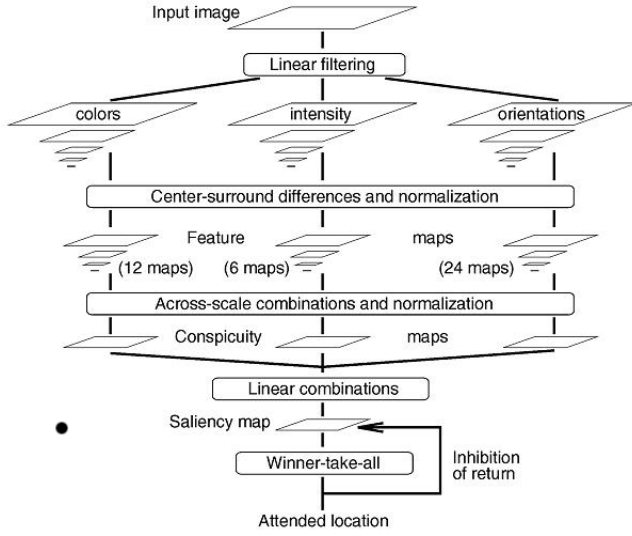 Input image
Linear filtering
colors
intensity
orientations
Center-surround differences and normalization
Feature maps
(12 maps)
(6 maps)
(24 maps)
Across-scale combinations and normalization
Conspicuity maps
Linear combinations
Saliency map
Winner-take-all
Inhibition
of return
Attended location